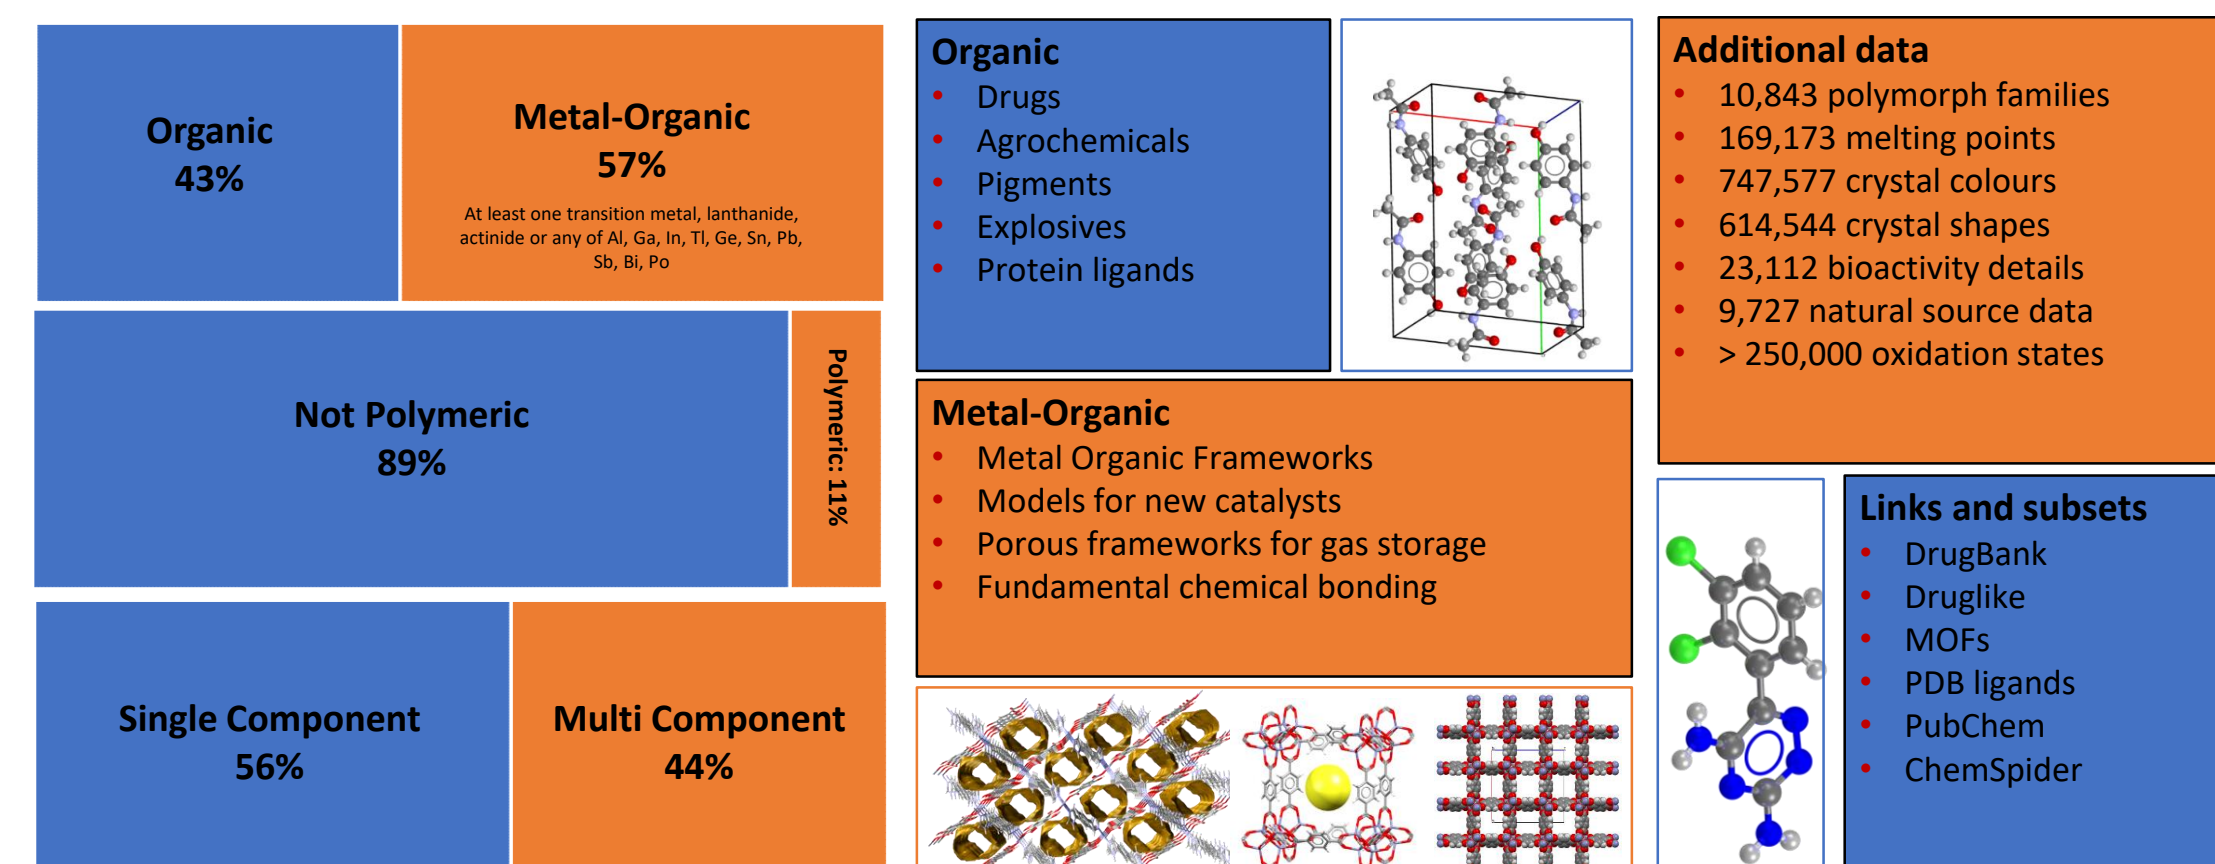 Organic
43%
Metal-Organic
57%
At least one transition metal, lanthanide,
actinide or any of Al, Ga, In, Tl, Ge, Sn, Pb,
Sb, Bi, Po
Not Polymeric
89%
Polymeric: 11%
Single Component
56%
Multi Component
44%
Organic
• Drugs
• Agrochemicals
• Pigments
• Explosives
• Protein ligands
Metal-Organic
• Metal Organic Frameworks
• Models for new catalysts
• Porous frameworks for gas storage
• Fundamental chemical bonding
Additional data
• 10,843 polymorph families
• 169,173 melting points
• 747,577 crystal colours
• 614,544 crystal shapes
• 23,112 bioactivity details
• 9,727 natural source data
• > 250,000 oxidation states
Links and subsets
• DrugBank
• Druglike
• MOFs
• PDB ligands
• PubChem
• ChemSpider